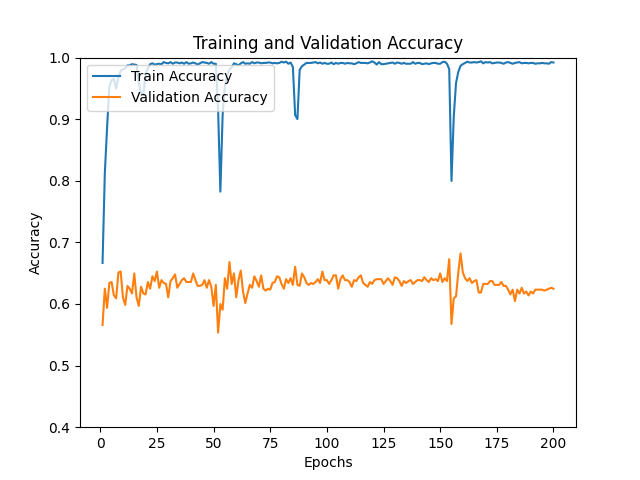 Training and Validation Accuracy
1.0
Train Accuracy
Validation Accuracy
0.9
0.8
0.7
Accuracy
0.6
0.5
0.4
0 25 50 75 100 125 150 175 200
Epochs